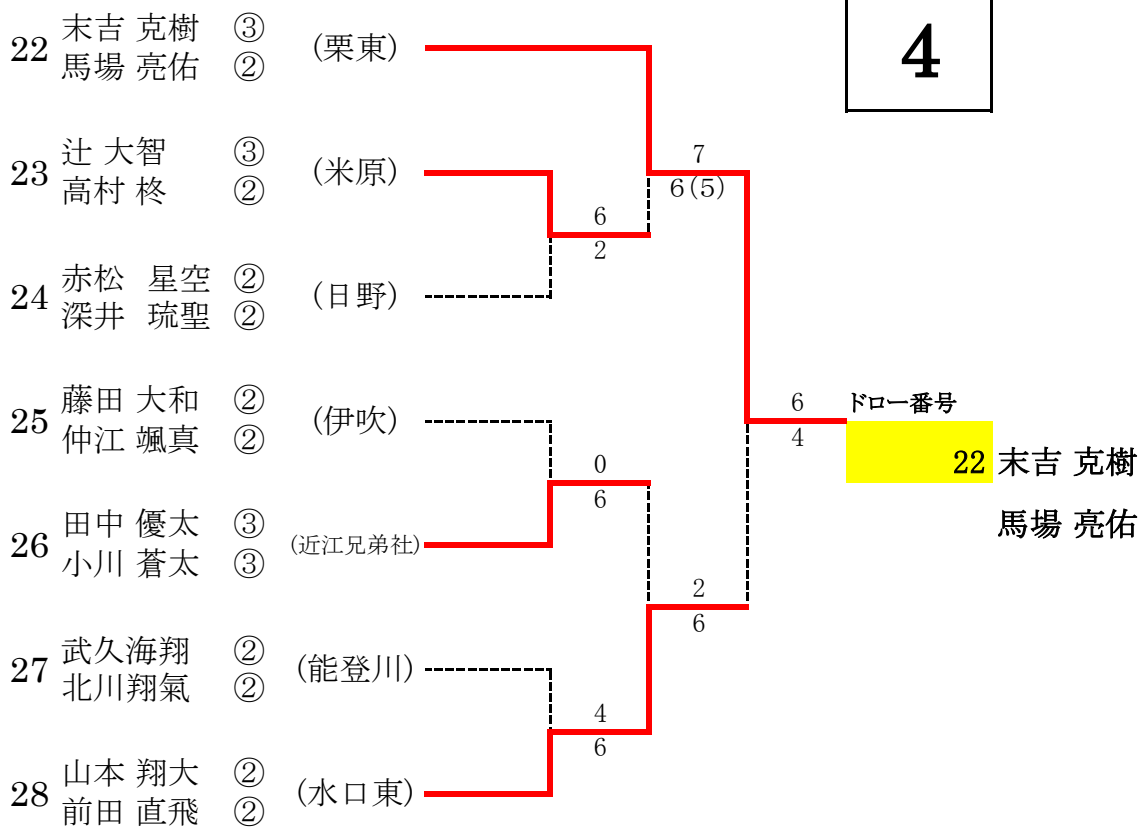 4
22 末吉 克樹 ③ (栗東)
馬場 亮佑 ②
7
6(5)
23 辻 大智 ③ (米原)
高村 柊 ②
6
2
24 赤松 星空 ② (日野)
深井 琉聖 ②
25 藤田 大和 ② (伊吹)
仲江 颯真 ②
6
4
ドロー番号
22 末吉 克樹
馬場 亮佑
0
6
26 田中 優太 ③ (近江兄弟社)
小川 蒼太 ③
2
6
27 武久海翔 ② (能登川)
北川翔氣 ②
4
6
28 山本 翔大 ② (水口東)
前田 直飛 ②